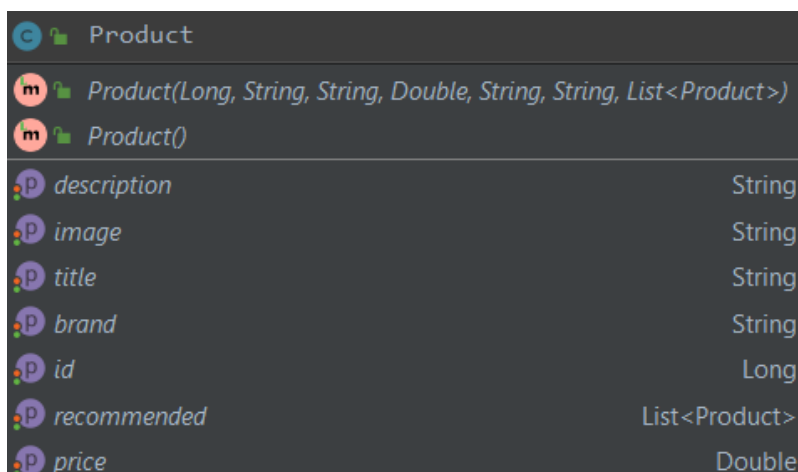 C Product
m Product(Long, String, String, Double, String, String, List<Product>)
m Product()
p description String
p image String
p title String
p brand String
p id Long
p recommended List<Product>
p price Double